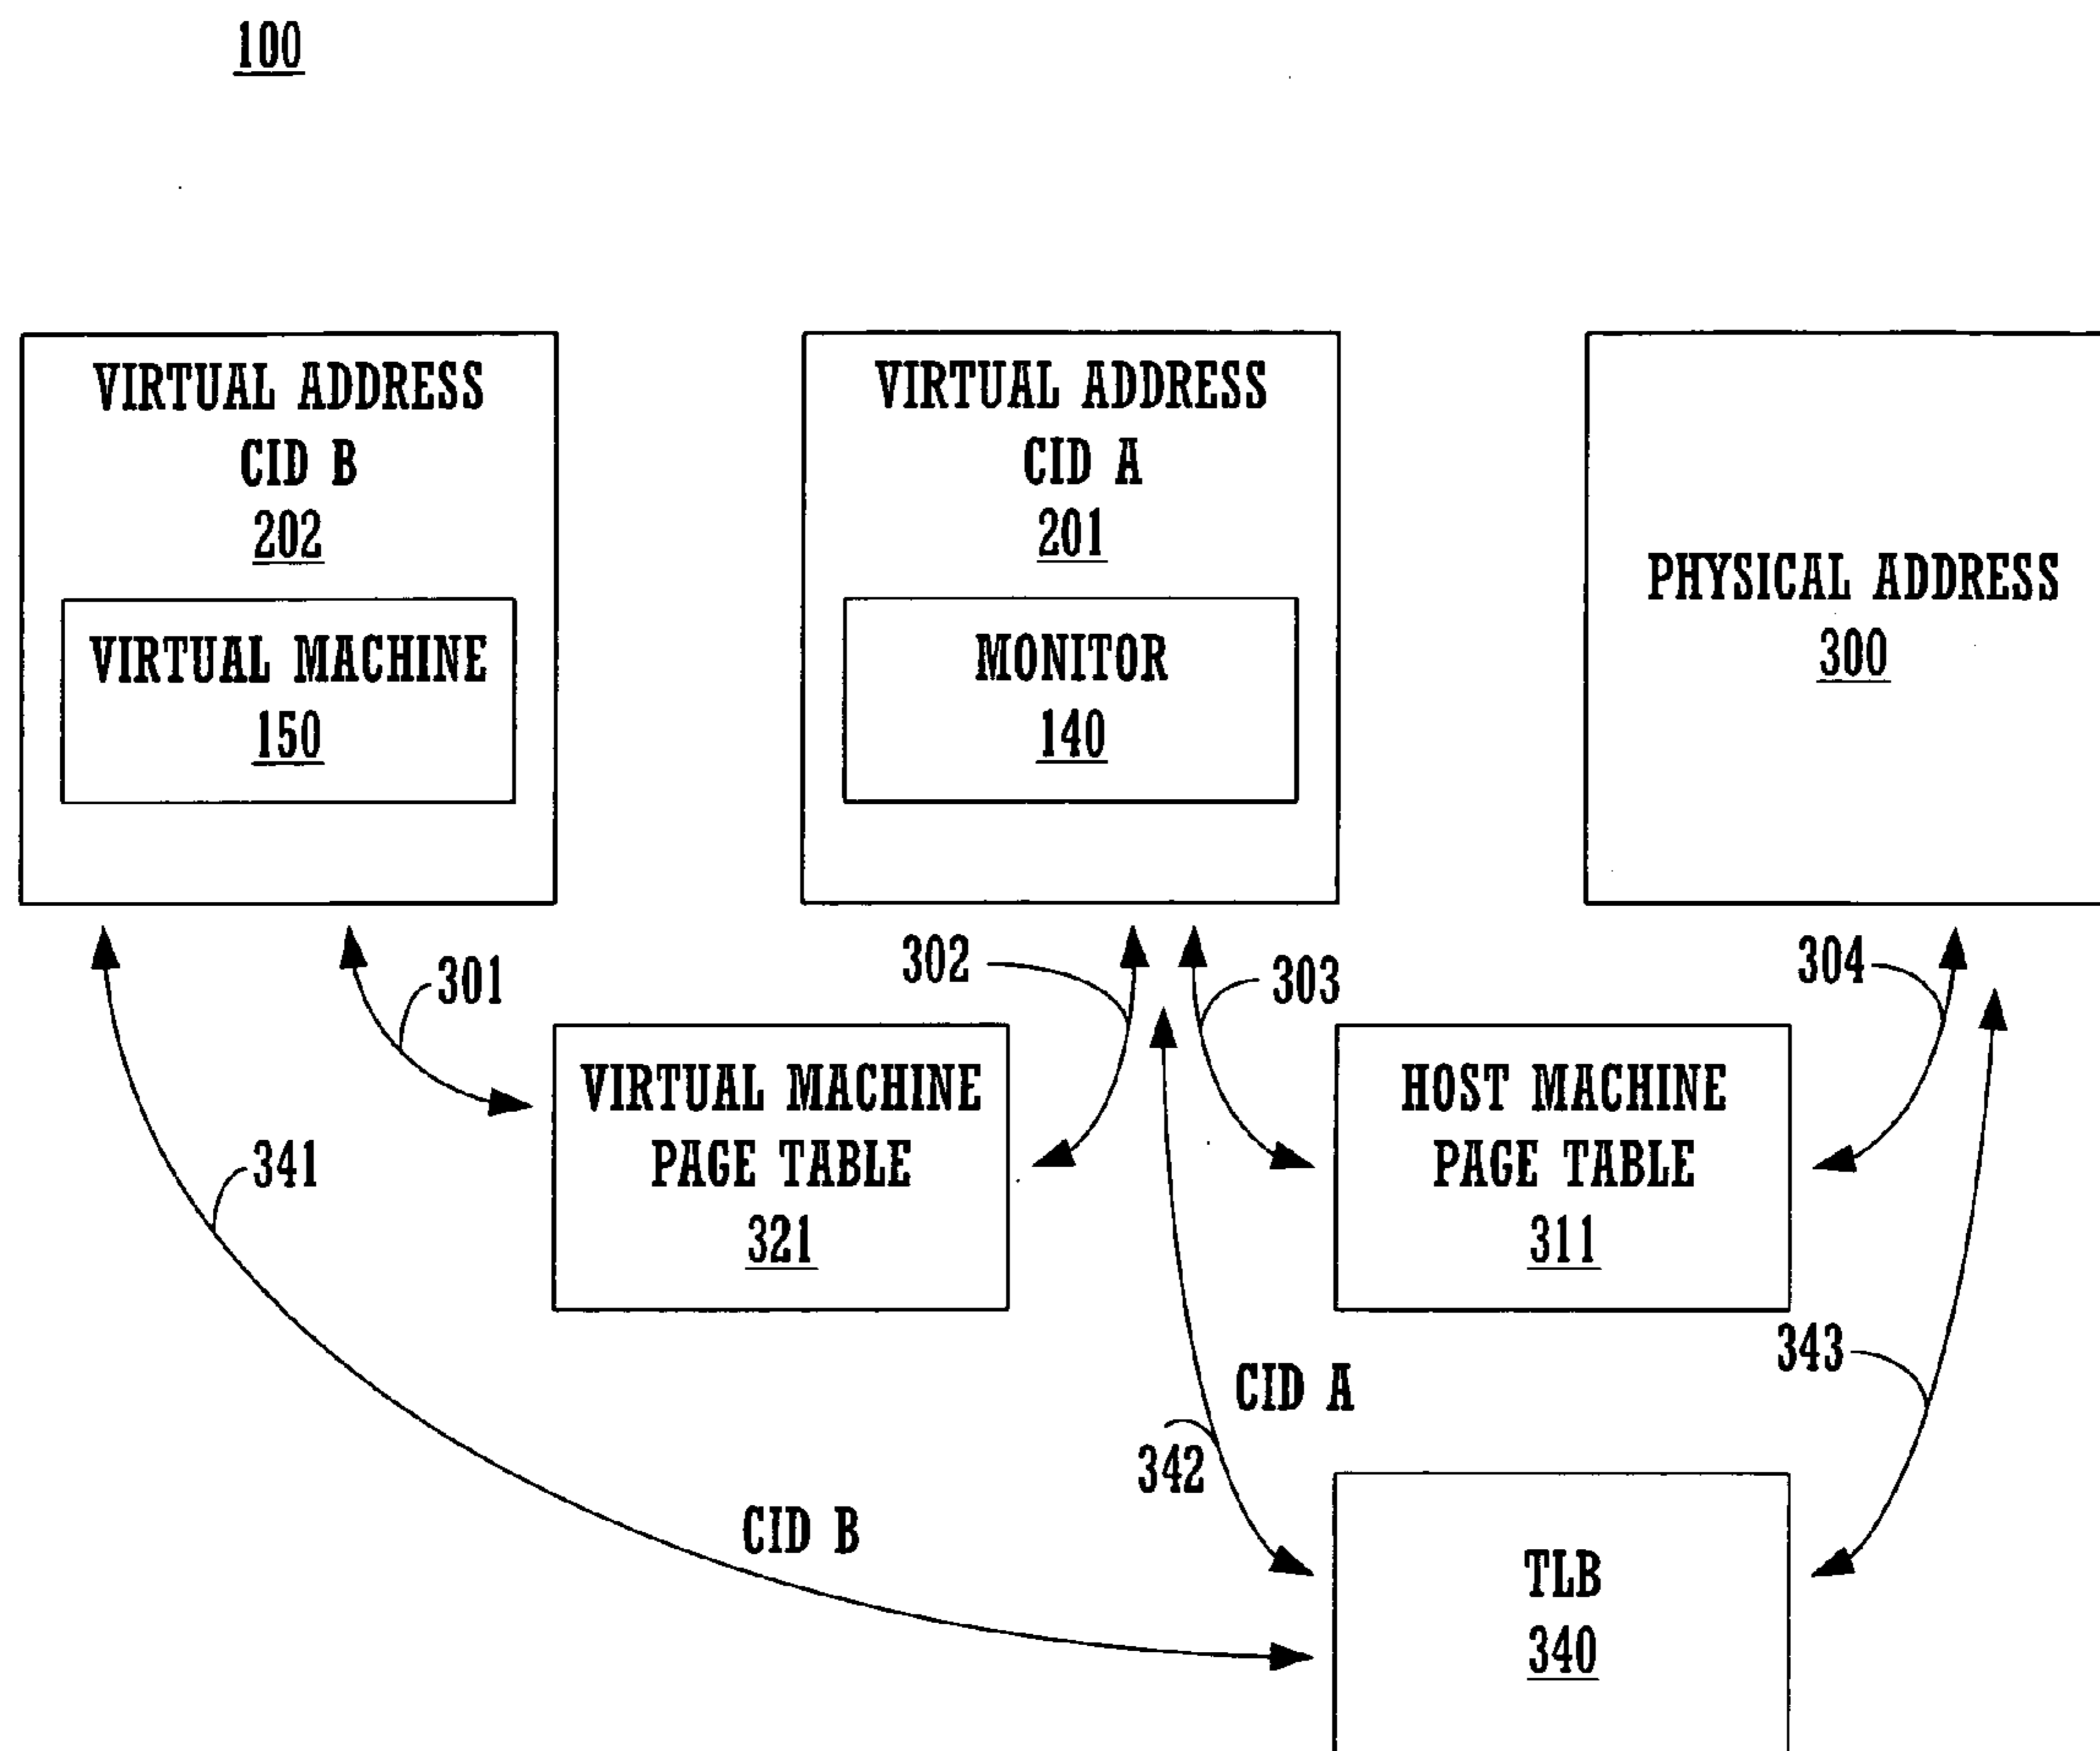 100
VIRTUAL ADDRESS
CID B
202
VIRTUAL MACHINE
150
VIRTUAL ADDRESS
CID A
201
MONITOR
140
PHYSICAL ADDRESS
300
301
302
303
304
VIRTUAL MACHINE
PAGE TABLE
321
HOST MACHINE
PAGE TABLE
311
341
343
CID A
342
CID B
TLB
340